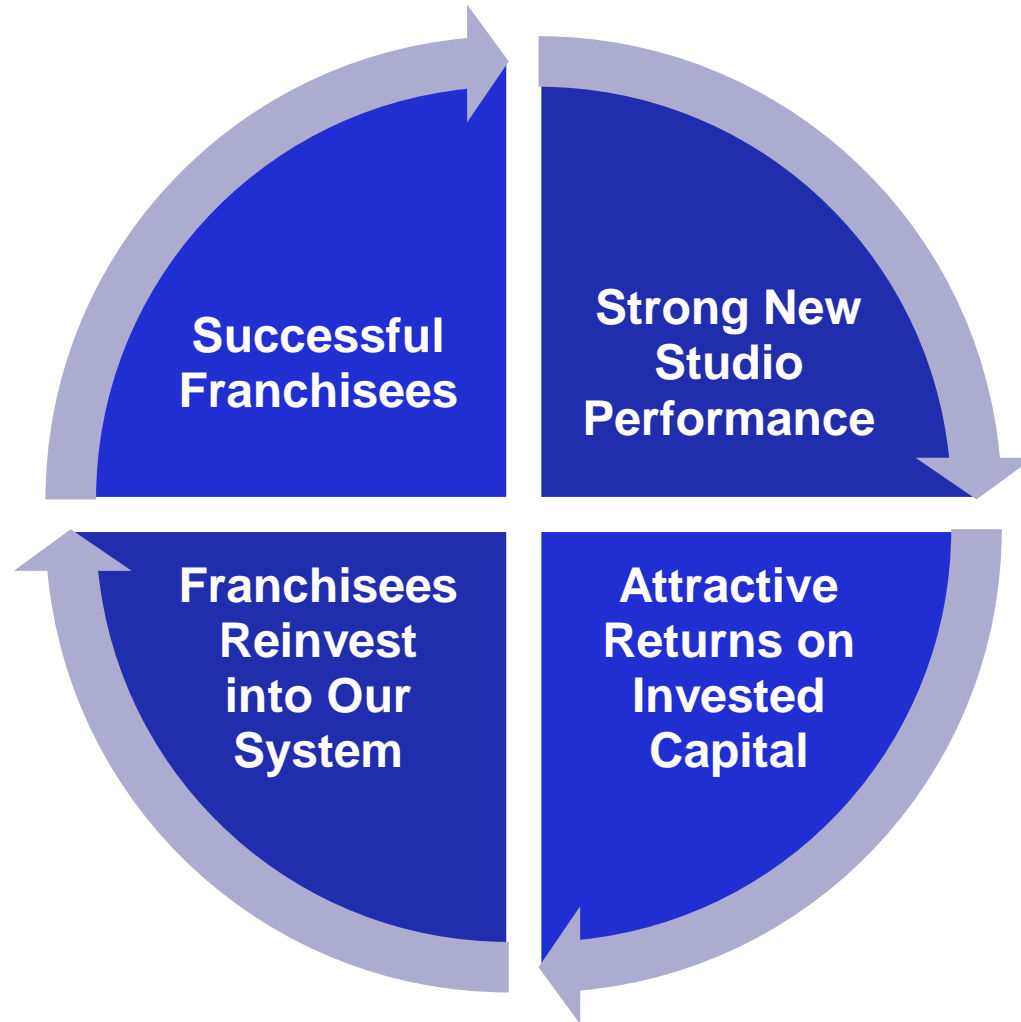 Successful
Franchisees
Strong New
Studio
Performance
Franchisees
Reinvest
into Our
System
Attractive
Returns on
Invested
Capital